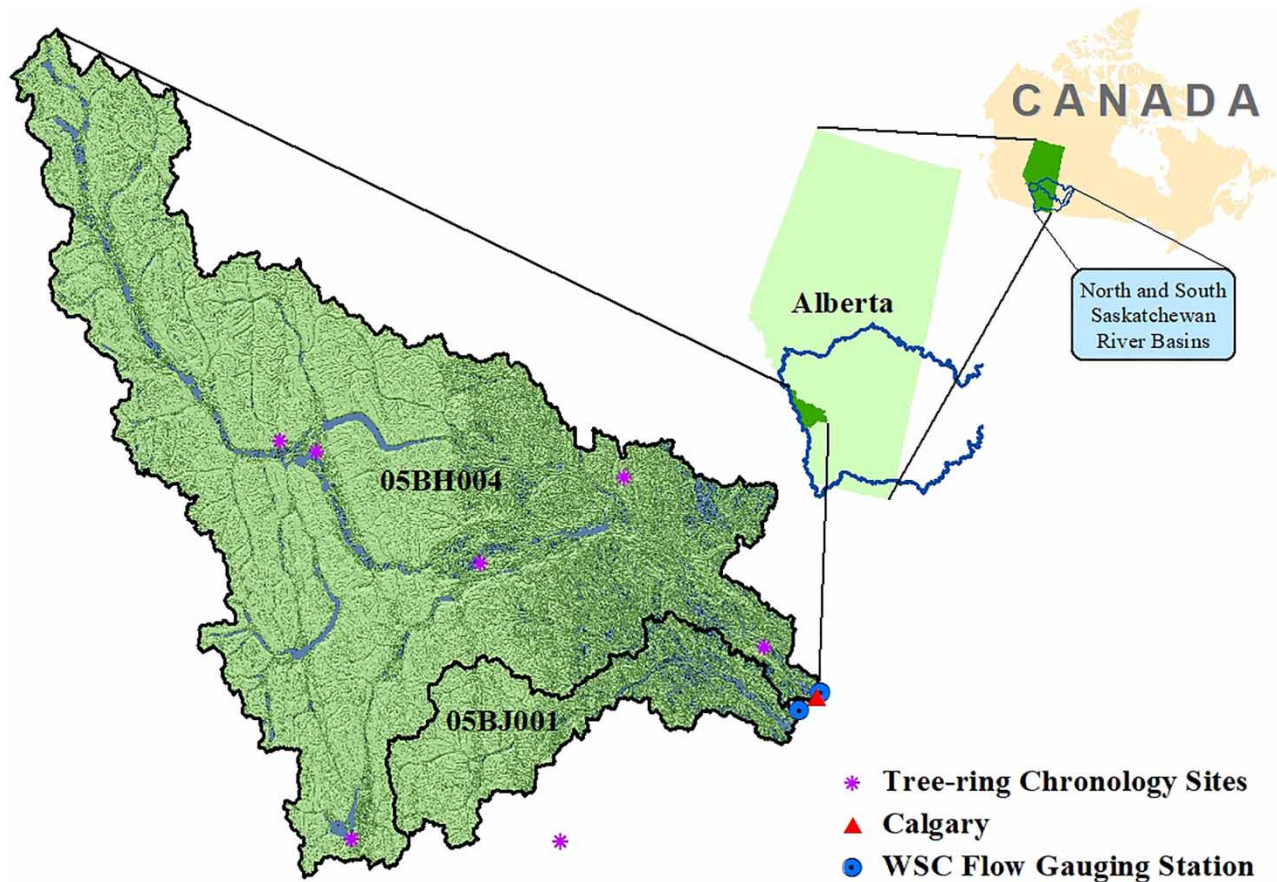 CANADA
North and South
Saskatchewan
River Basins
Alberta
05BH004
05BJ001
Tree-ring Chronology Sites
Calgary
WSC Flow Gauging Station